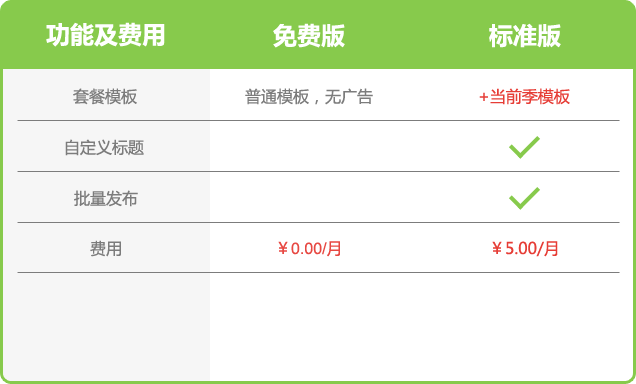 功能及费用 免费版 标准版
套餐模板 普通模板，无广告 +当前季模板
自定义标题
批量发布
费用 ¥0.00/月 ¥5.00/月